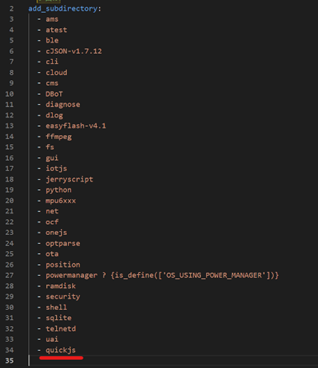 2 add_subdirectory:
3 - ams
4 - atest
5 - ble
6 - cJSON-v1.7.12
7 - cli
8 - cloud
9 - cms
10 - DBoT
11 - diagnose
12 - dlog
13 - easyflash-v4.1
14 - ffmpeg
15 - fs
16 - gui
17 - iotjs
18 - jerryscript
19 - python
20 - mpu6xxx
21 - net
22 - ocf
23 - onejs
24 - optparse
25 - ota
26 - position
27 - powermanager ? {is_define(['OS_USING_POWER_MANAGER'])}
28 - ramdisk
29 - security
30 - shell
31 - sqlite
32 - telnetd
33 - uai
34 - quickjs
35